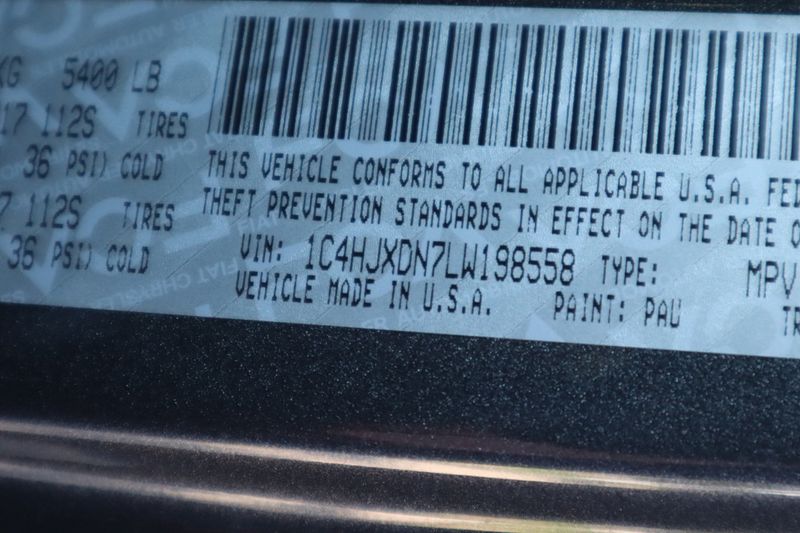 KG 5400 LB
17 112S TIRES
36 PSI) COLD
7 112S TIRES
36 PSI) COLD
THIS VEHICLE CONFORMS TO ALL APPLICABLE U.S.A. FED
THEFT PREVENTION STANDARDS IN EFFECT ON THE DATE O
VIN: 1C4HJXDN7LW198558 TYPE: MPV
VEHICLE MADE IN U.S.A. PAINT: PAU TR